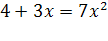 4 + 3x = 7x²